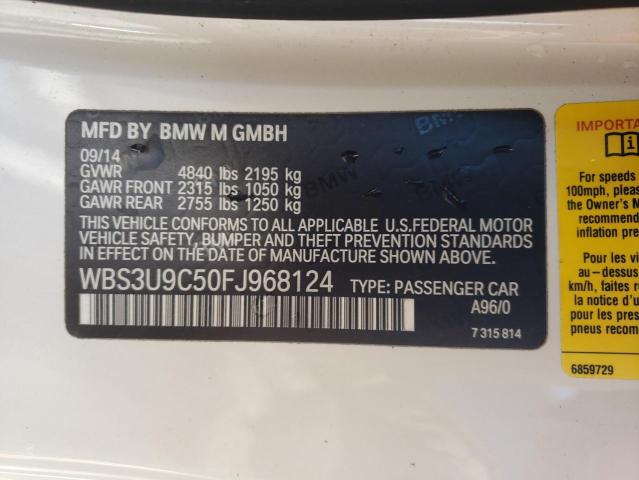 MFD BY BMW M GMBH
09/14
GVWR 4840 lbs 2195 kg
GAWR FRONT 2315 lbs 1050 kg
GAWR REAR 2755 lbs 1250 kg
THIS VEHICLE CONFORMS TO ALL APPLICABLE U.S.FEDERAL MOTOR
VEHICLE SAFETY, BUMPER AND THEFT PREVENTION STANDARDS
IN EFFECT ON THE DATE OF MANUFACTURE SHOWN ABOVE.
WBS3U9C50FJ968124 TYPE: PASSENGER CAR
A96/0
7 315 814
BMW
BMW
IMPORTA
For speeds
100mph, pleas
the Owner's M
recommend
inflation pre
Pour les vi
au-dessus
km/h, faites r
la notice d'u
pour les pres
pneus recom
6859729